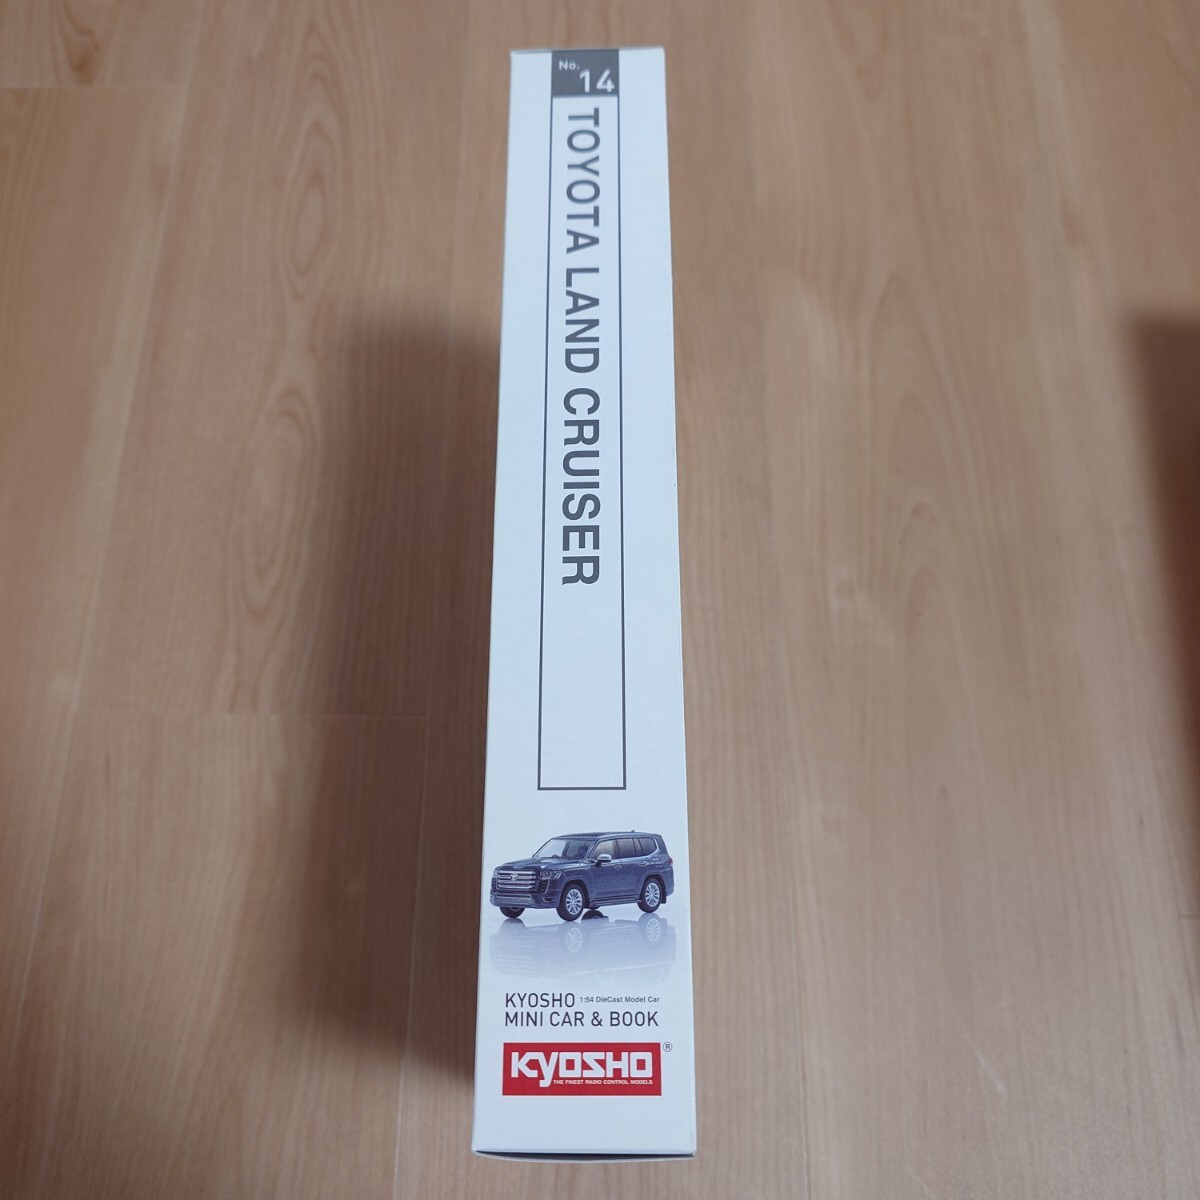 No. 14
TOYOTA LAND CRUISER
KYOSHO 1:64 DieCast Model Car
MINI CAR & BOOK
KYOSHO ®
THE FINEST RADIO CONTROL MODELS